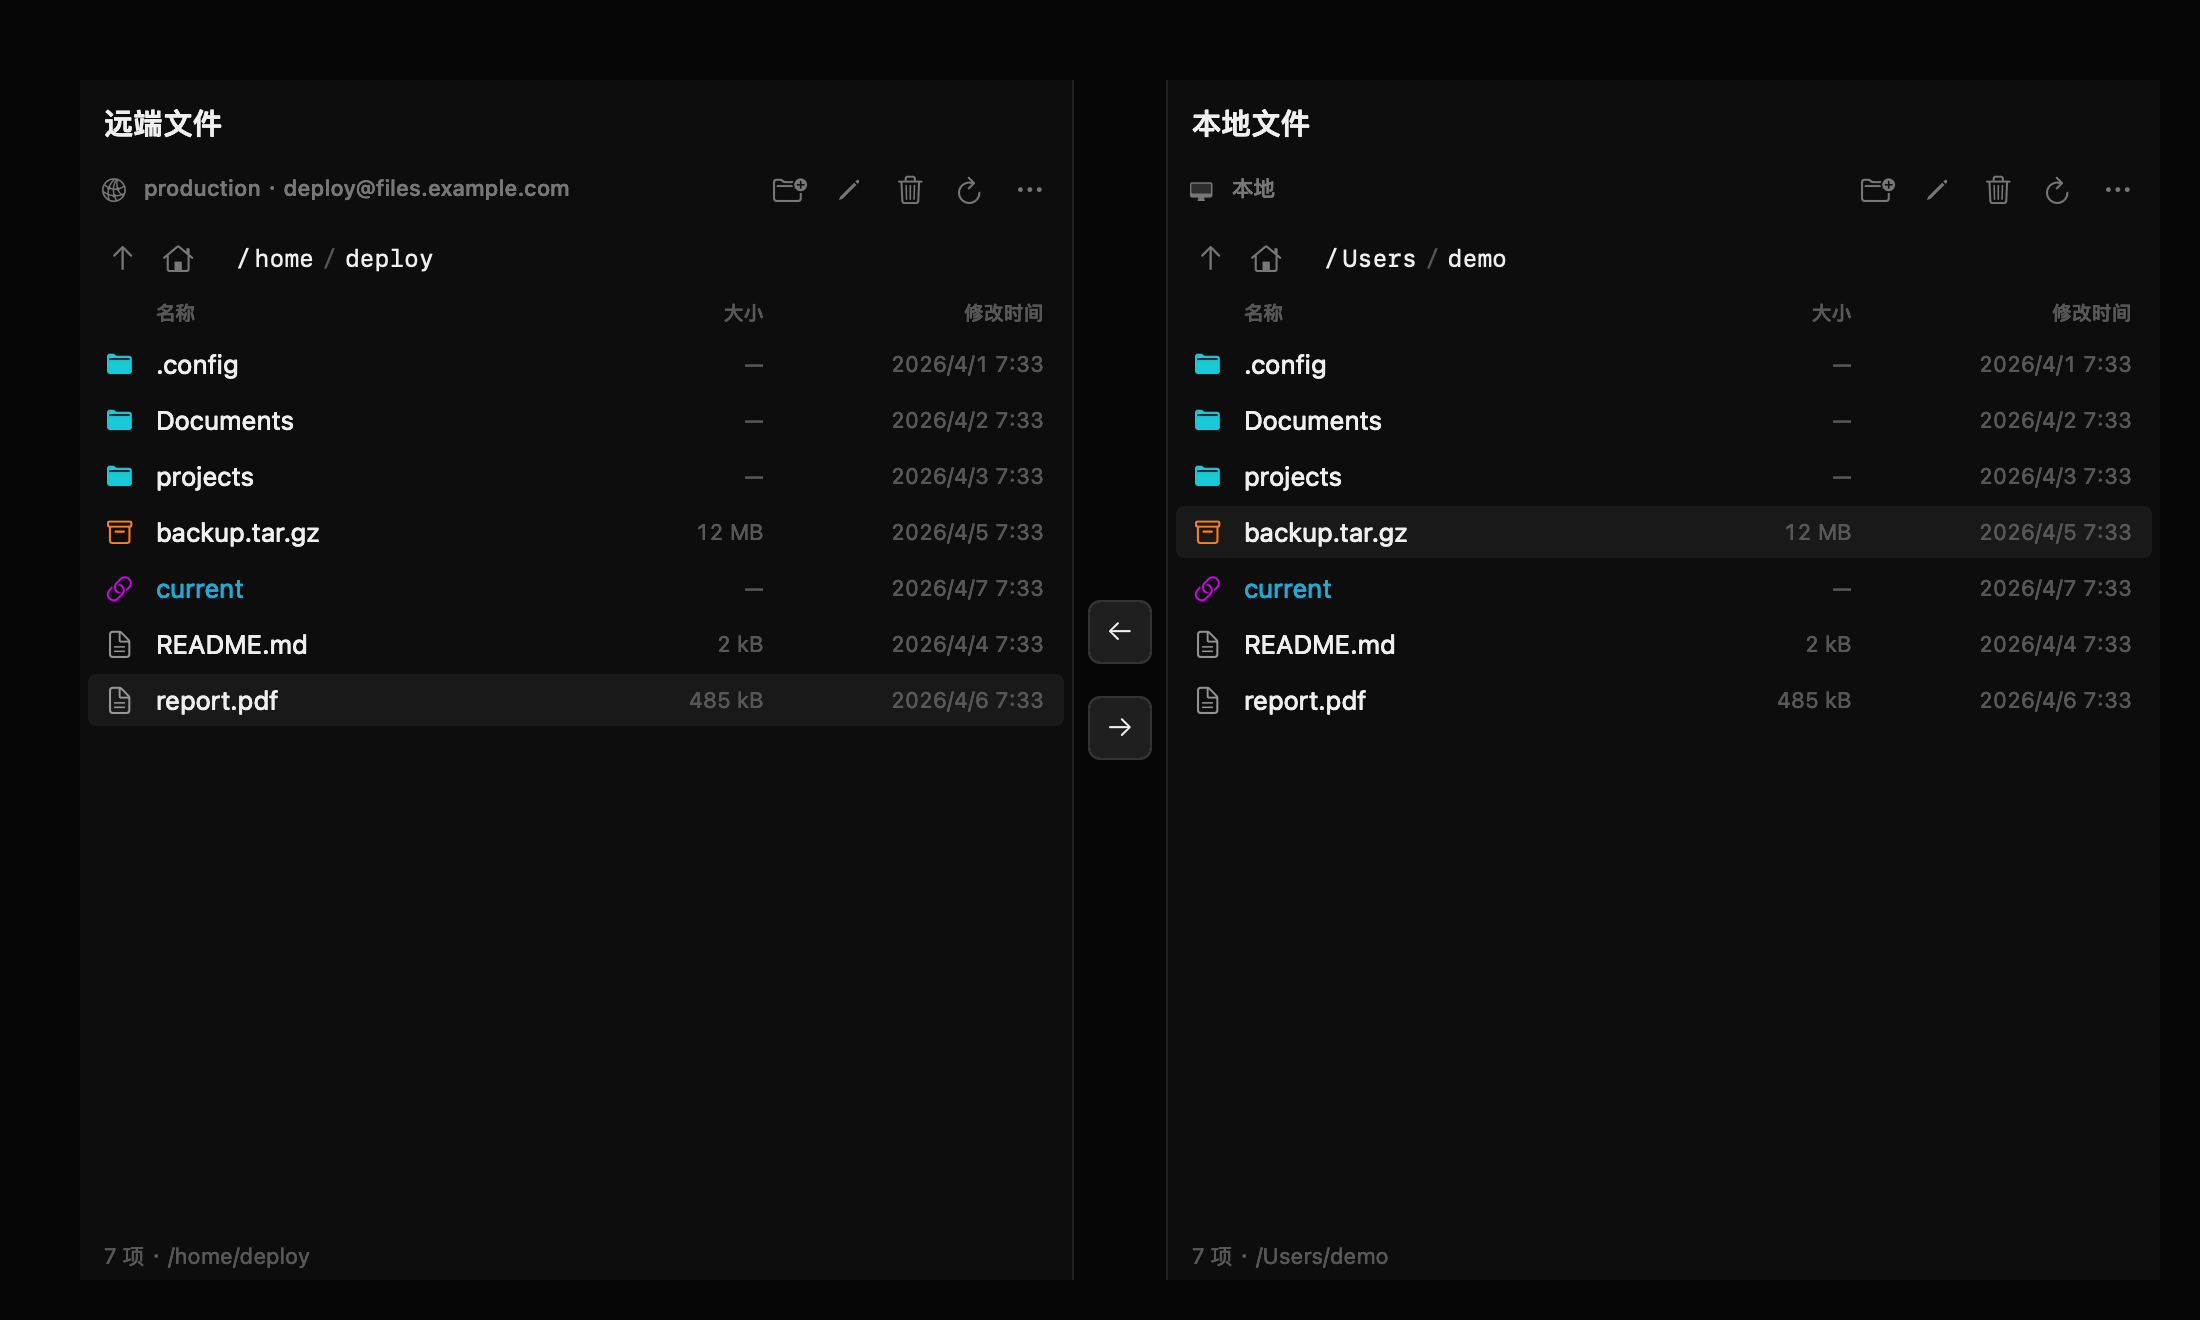 远端文件
production · deploy@files.example.com
/home / deploy
名称 大小 修改时间
.config — 2026/4/1 7:33
Documents — 2026/4/2 7:33
projects — 2026/4/3 7:33
backup.tar.gz 12 MB 2026/4/5 7:33
current — 2026/4/7 7:33
README.md 2 kB 2026/4/4 7:33
report.pdf 485 kB 2026/4/6 7:33
7 项 · /home/deploy
本地文件
本地
/Users / demo
名称 大小 修改时间
.config — 2026/4/1 7:33
Documents — 2026/4/2 7:33
projects — 2026/4/3 7:33
backup.tar.gz 12 MB 2026/4/5 7:33
current — 2026/4/7 7:33
README.md 2 kB 2026/4/4 7:33
report.pdf 485 kB 2026/4/6 7:33
7 项 · /Users/demo